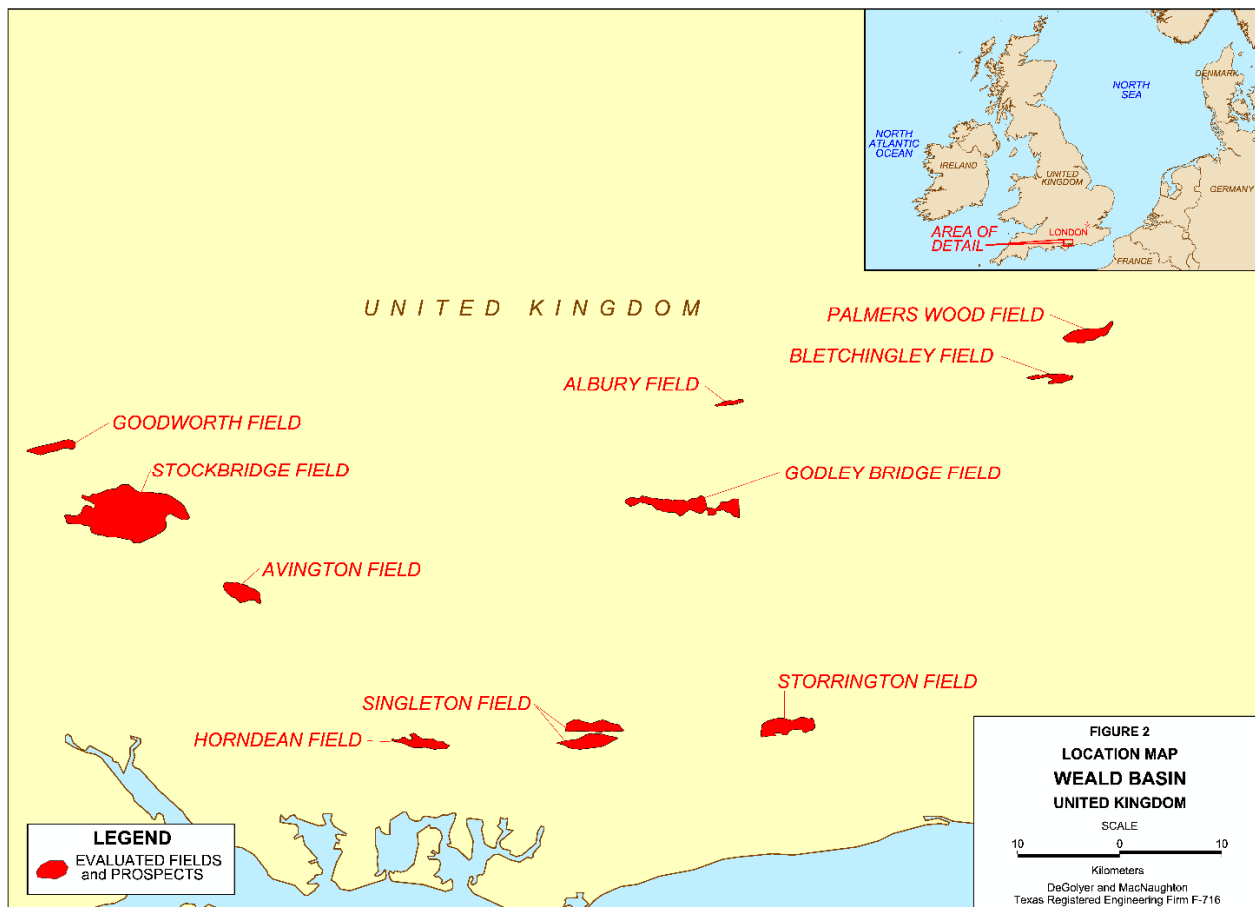 NORTH
SEA
DENMARK
NORTH
ATLANTIC
OCEAN
IRELAND
UNITED
KINGDOM
GERMANY
AREA OF
DETAIL
LONDON
FRANCE
UNITED KINGDOM
PALMERS WOOD FIELD
BLETCHINGLEY FIELD
ALBURY FIELD
GOODWORTH FIELD
STOCKBRIDGE FIELD
GODLEY BRIDGE FIELD
AVINGTON FIELD
STORRINGTON FIELD
SINGLETON FIELD
HORNDEAN FIELD
LEGEND
EVALUATED FIELDS
and PROSPECTS
FIGURE 2
LOCATION MAP
WEALD BASIN
UNITED KINGDOM
SCALE
10 0 10
Kilometers
DeGolyer and MacNaughton
Texas Registered Engineering Firm F-716